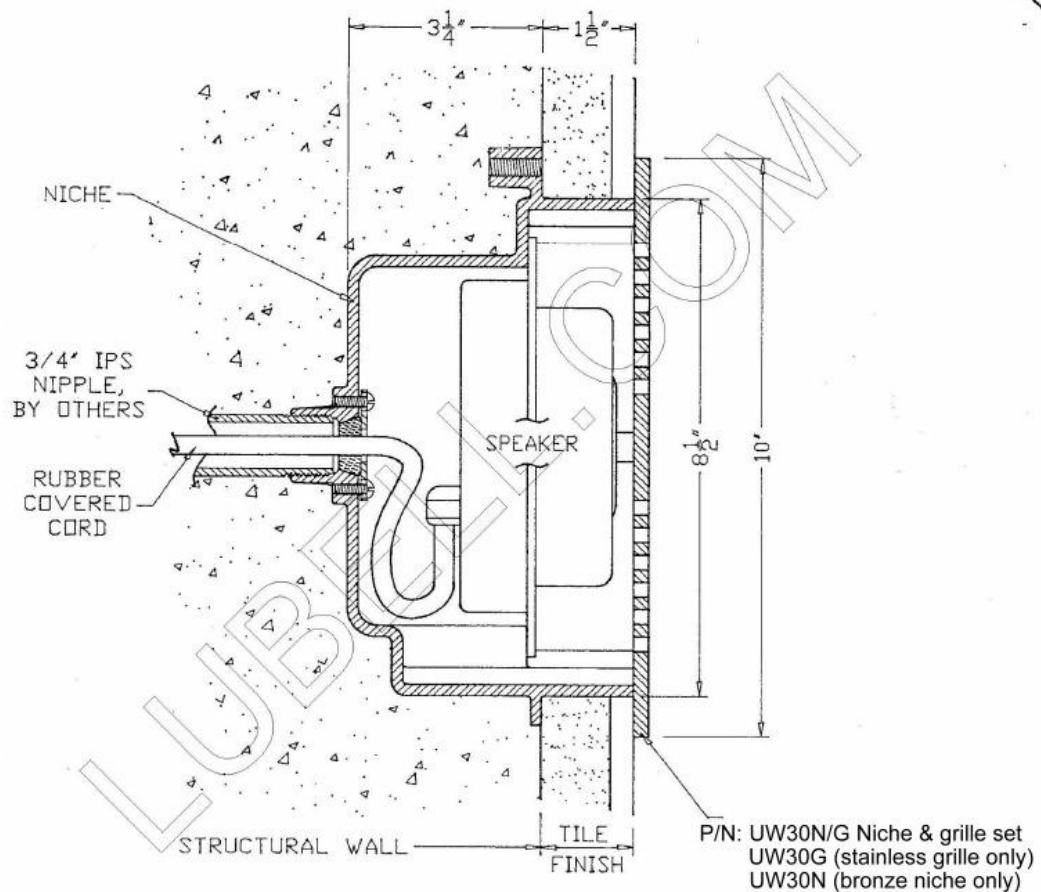 3 1/4"
1 1/2"
NICHE
3/4" IPS
NIPPLE,
BY OTHERS
RUBBER
COVERED
CORD
SPEAKER
8 1/2"
10"
STRUCTURAL WALL
TILE
FINISH
P/N: UW30N/G Niche & grille set
UW30G (stainless grille only)
UW30N (bronze niche only)
LUBELL.COM